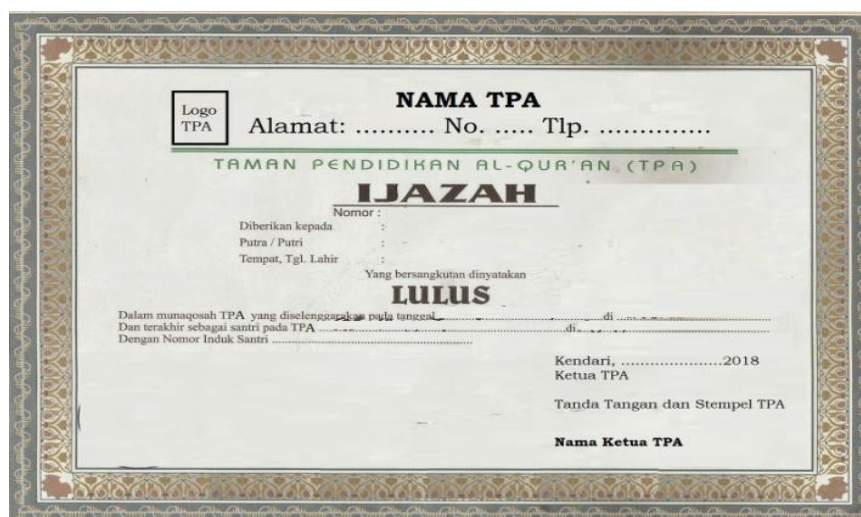 Logo
TPA
NAMA TPA
Alamat: .......... No. ..... Tlp. ..............
TAMAN PENDIDIKAN AL-QUR'AN (TPA)
IJAZAH
Nomor :
Diberikan kepada :
Putra / Putri :
Tempat, Tgl. Lahir :
Yang bersangkutan dinyatakan
LULUS
Dalam munaqosah TPA yang diselenggarakan pada tanggal ........................................ di ........................................
Dan terakhir sebagai santri pada TPA ........................................ di ........................................
Dengan Nomor Induk Santri ........................................
Kendari, .....................2018
Ketua TPA
Tanda Tangan dan Stempel TPA
Nama Ketua TPA